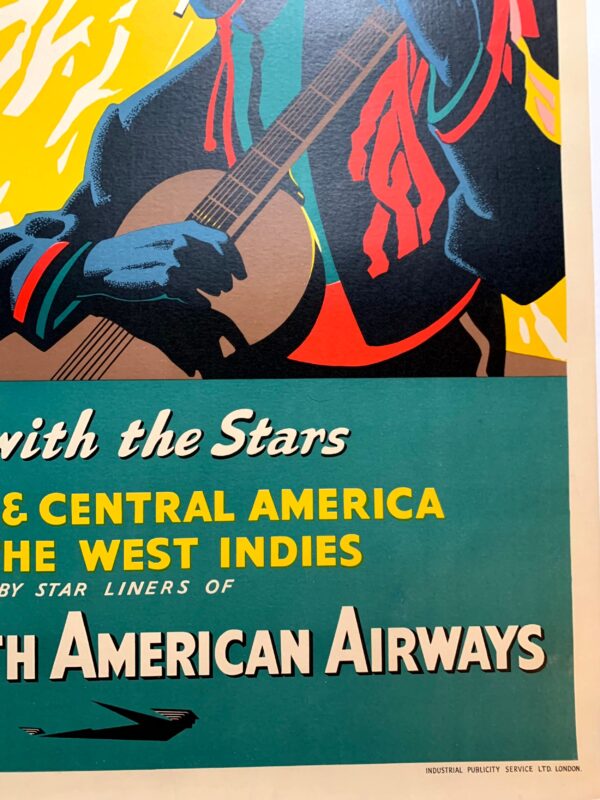 with the Stars
& CENTRAL AMERICA
HE WEST INDIES
BY STAR LINERS OF
TH AMERICAN AIRWAYS
INDUSTRIAL PUBLICITY SERVICE LTD. LONDON.